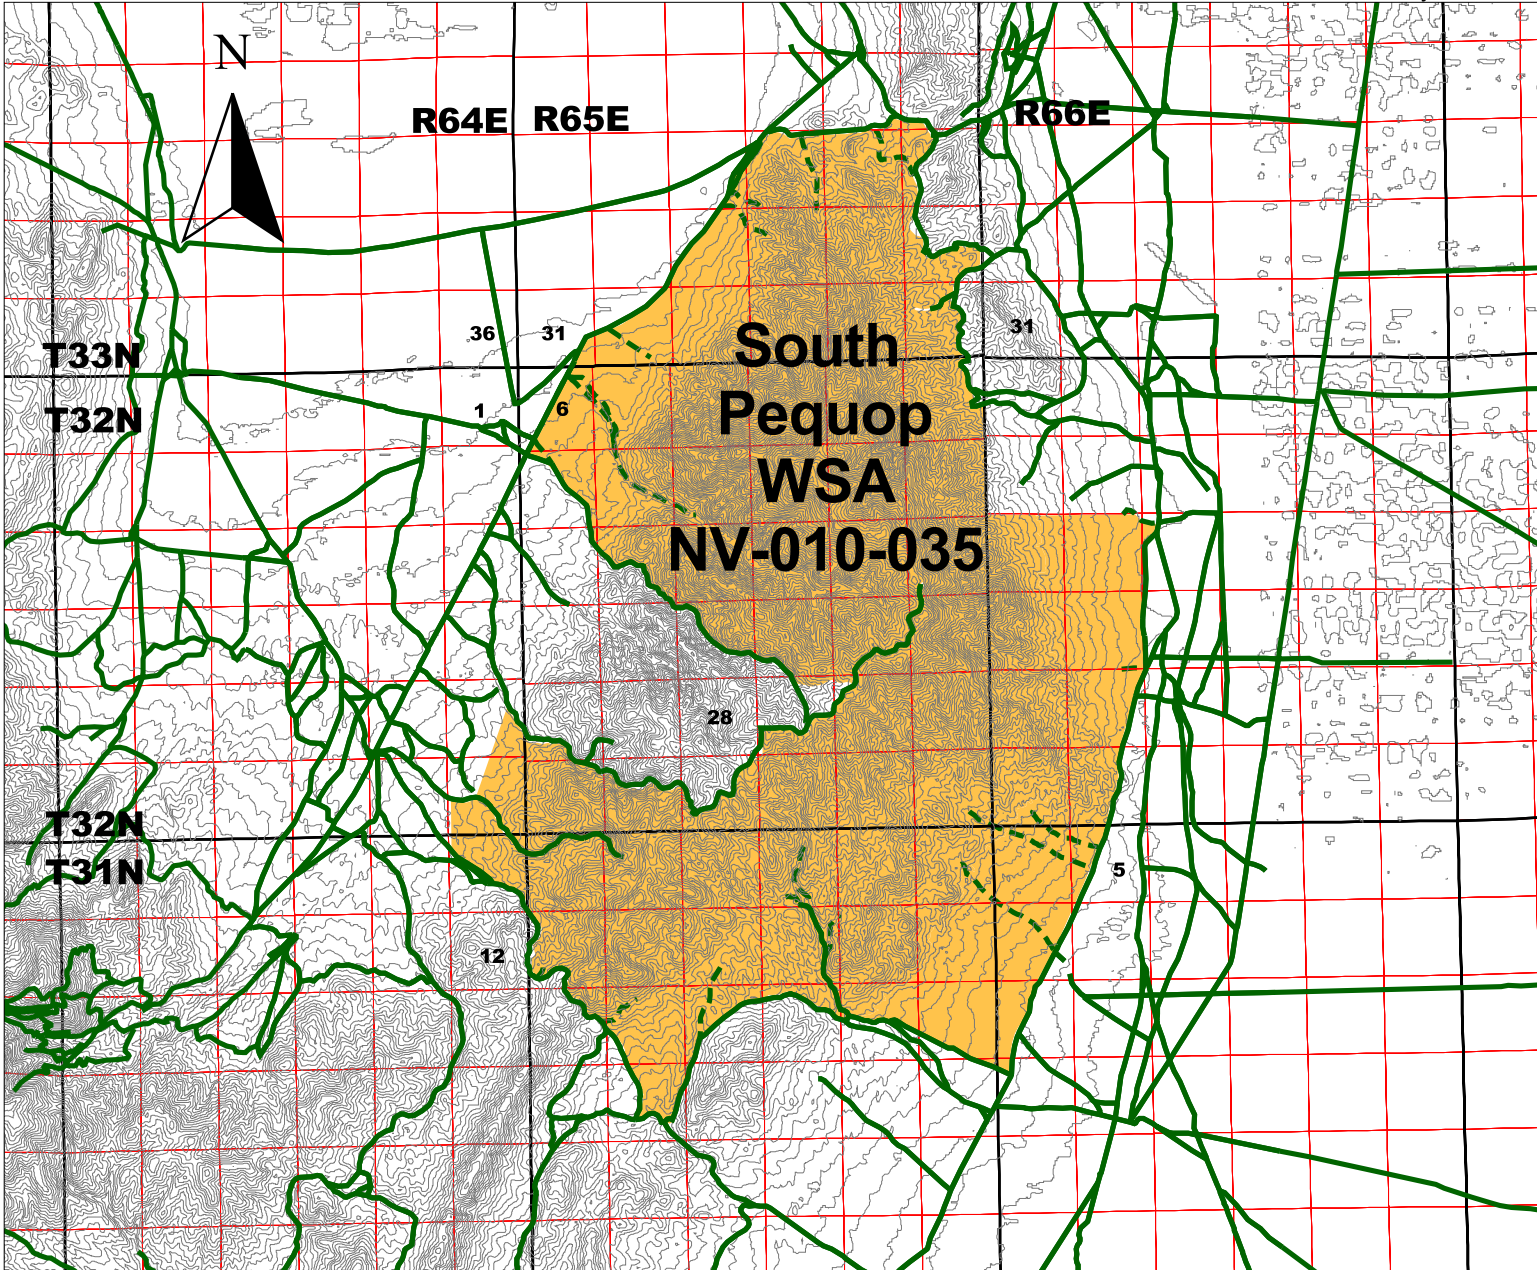 N
R64E R65E
R66E
36
31
31
South
Pequop
WSA
NV-010-035
T33N
T32N
1
6
28
T32N
T31N
5
12